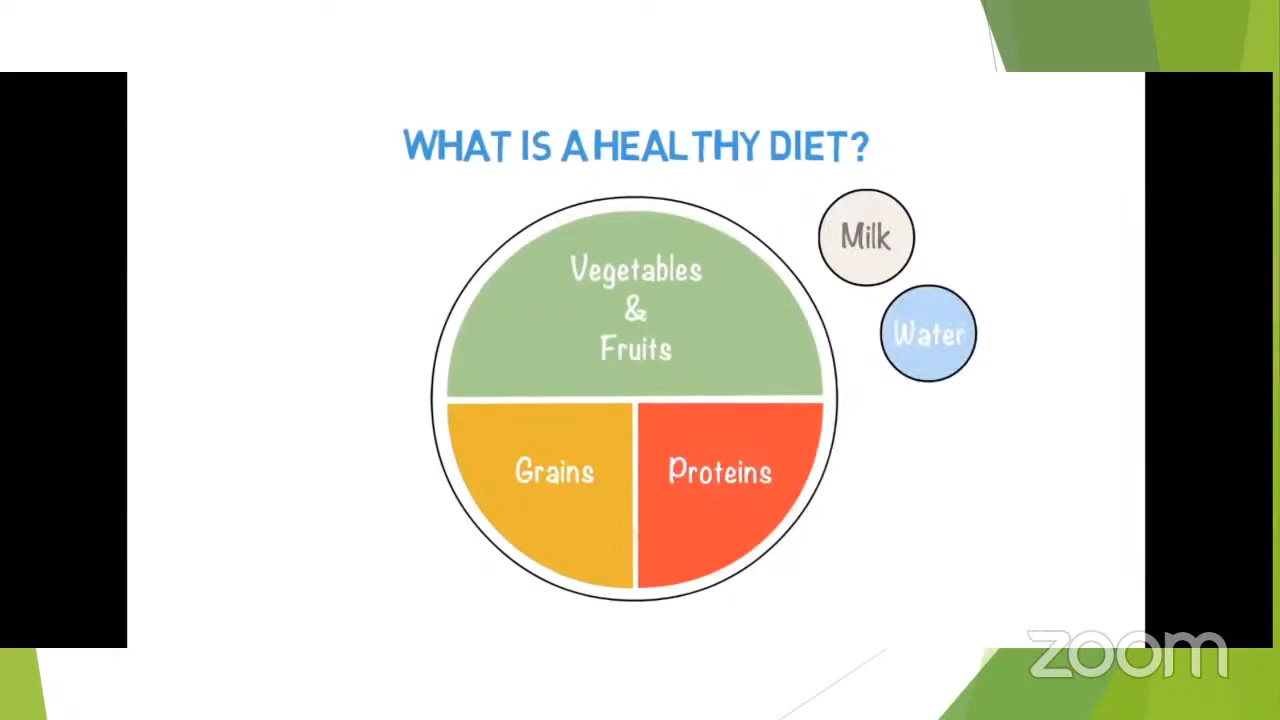 WHAT IS A HEALTHY DIET?
Milk
Vegetables
&
Fruits
Water
Grains
Proteins
zoom